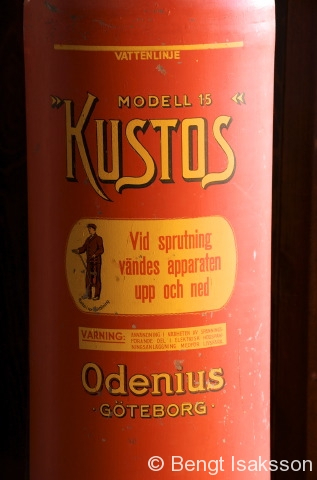 VATTENLINJE
MODELL 15
"KUSTOS"
Vid sprutning
vändes apparaten
upp och ned
VARNING:
Odenius
·GÖTEBORG·
© Bengt Isaksson